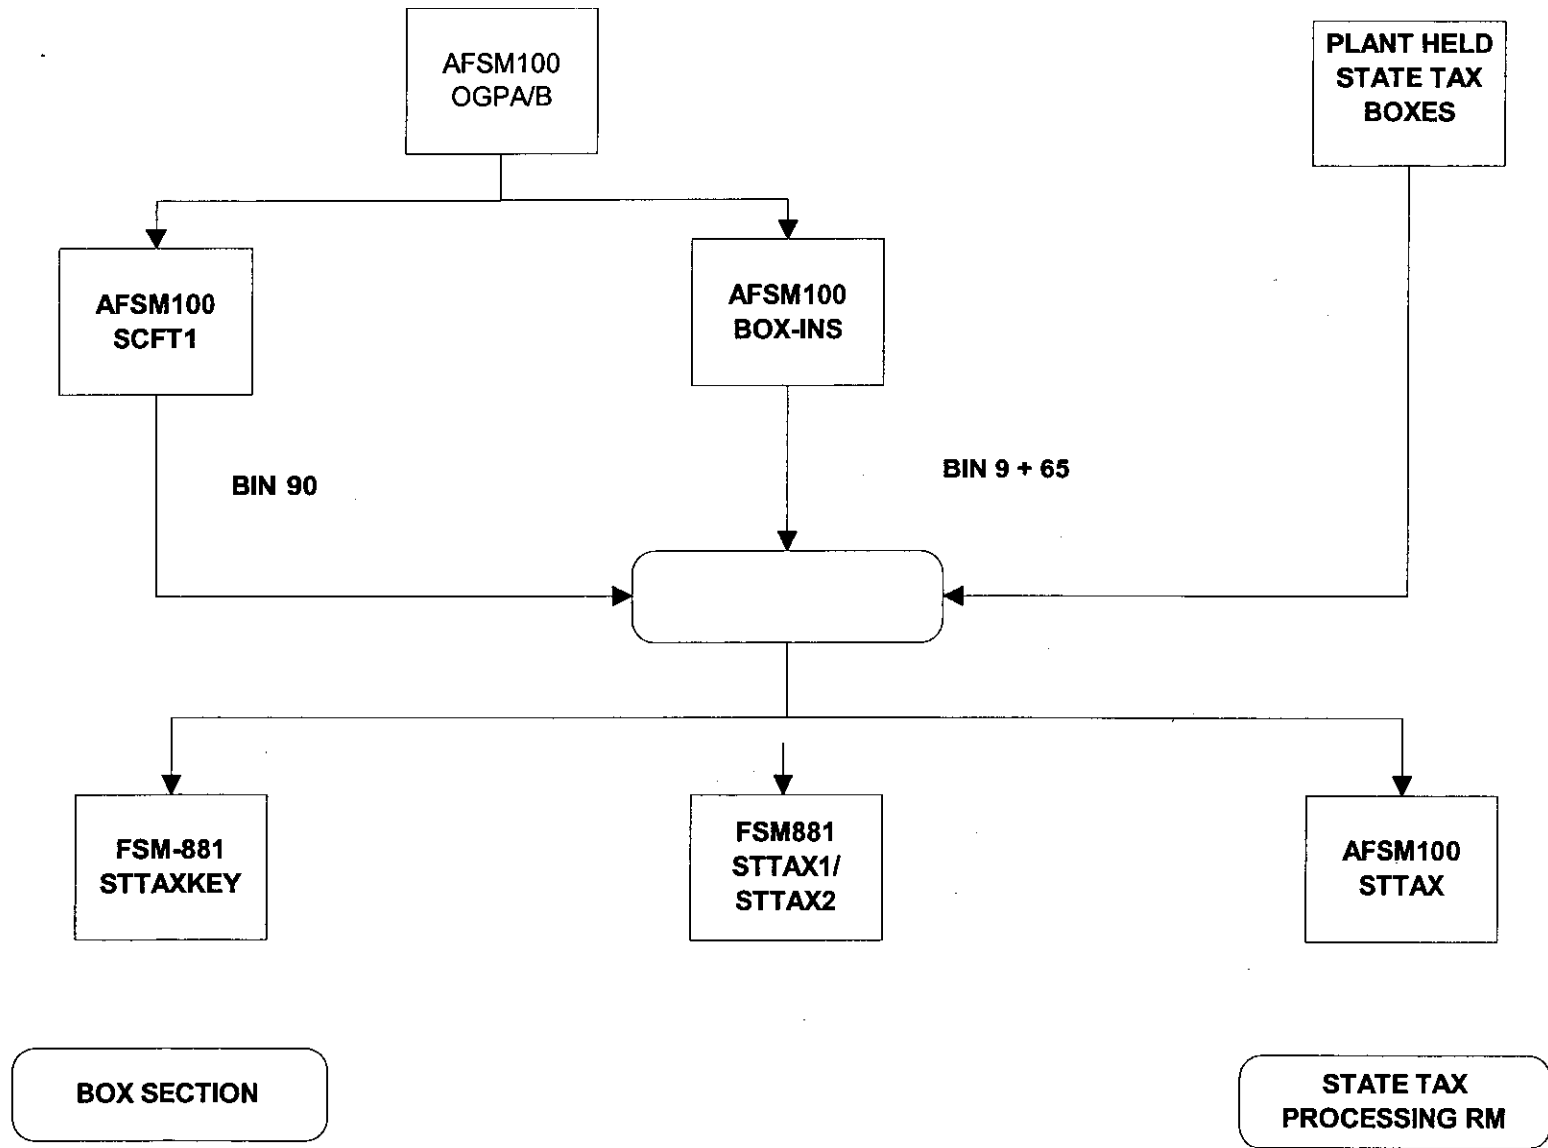 AFSM100
OGPA/B
PLANT HELD
STATE TAX
BOXES
AFSM100
SCFT1
AFSM100
BOX-INS
BIN 90
BIN 9 + 65
FSM-881
STTAXKEY
FSM881
STTAX1/
STTAX2
AFSM100
STTAX
BOX SECTION
STATE TAX
PROCESSING RM